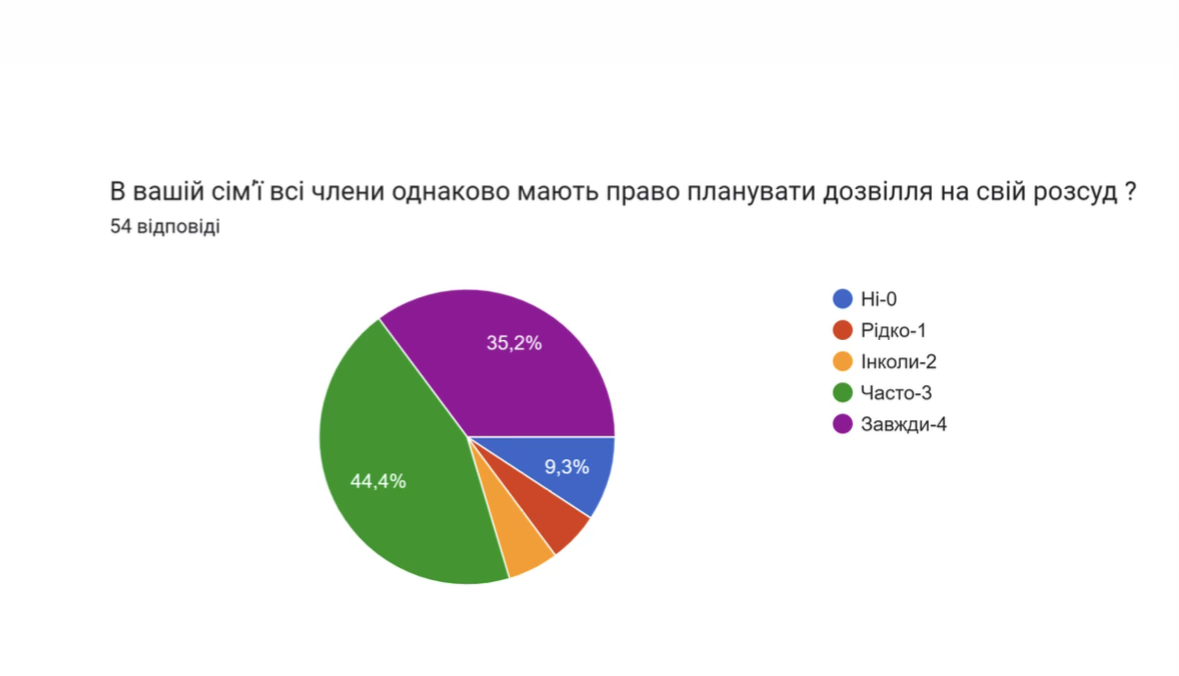 В вашій сім'ї всі члени однаково мають право планувати дозвілля на свій розсуд ?
54 відповіді
Ні-0
Рідко-1
Інколи-2
Часто-3
Завжди-4
35,2%
9,3%
44,4%